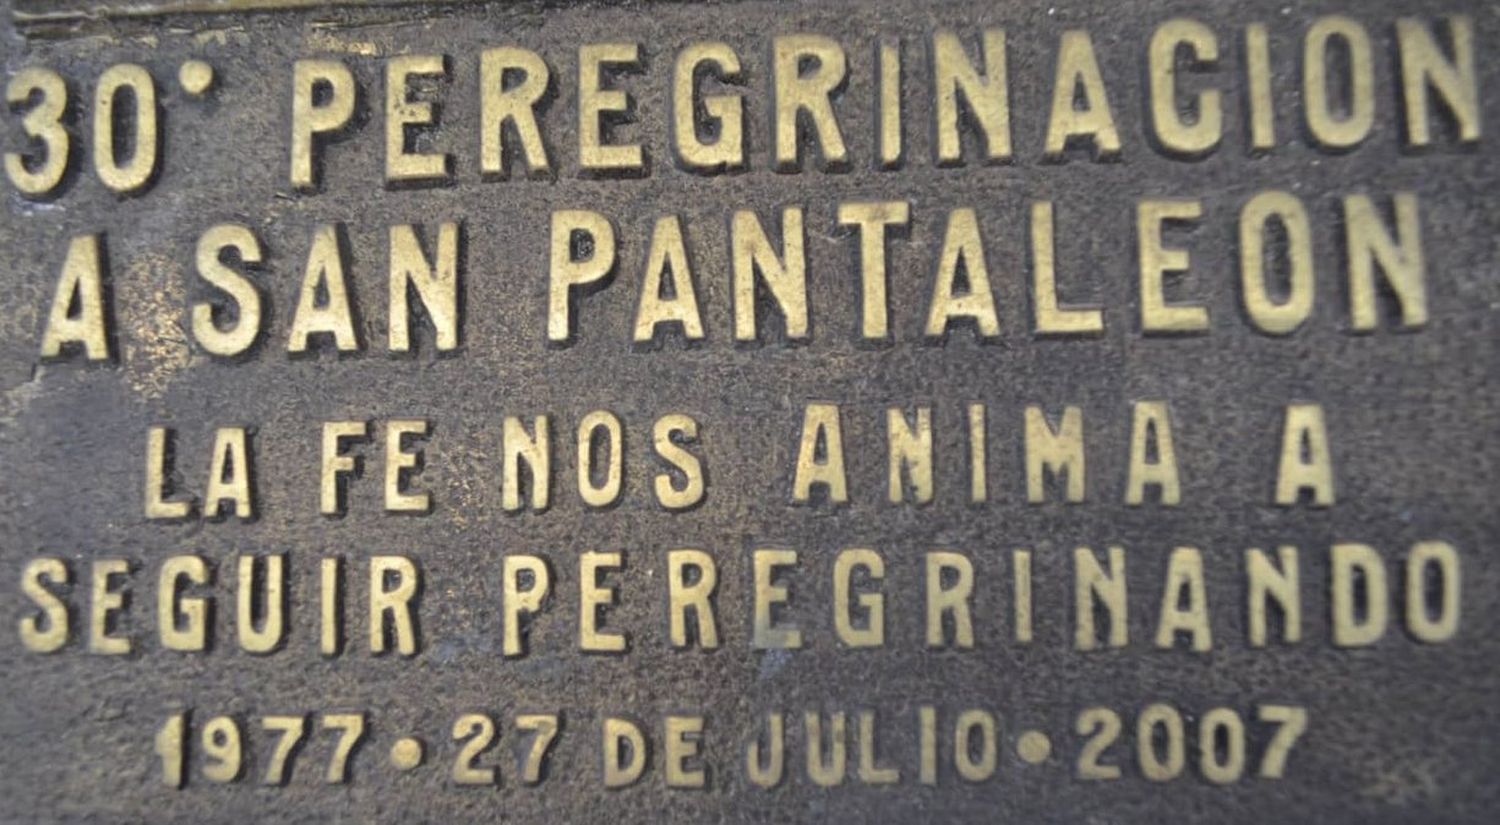 30° PEREGRINACION
A SAN PANTALEON
LA FE NOS ANIMA A
SEGUIR PEREGRINANDO
1977•27 DE JULIO•2007